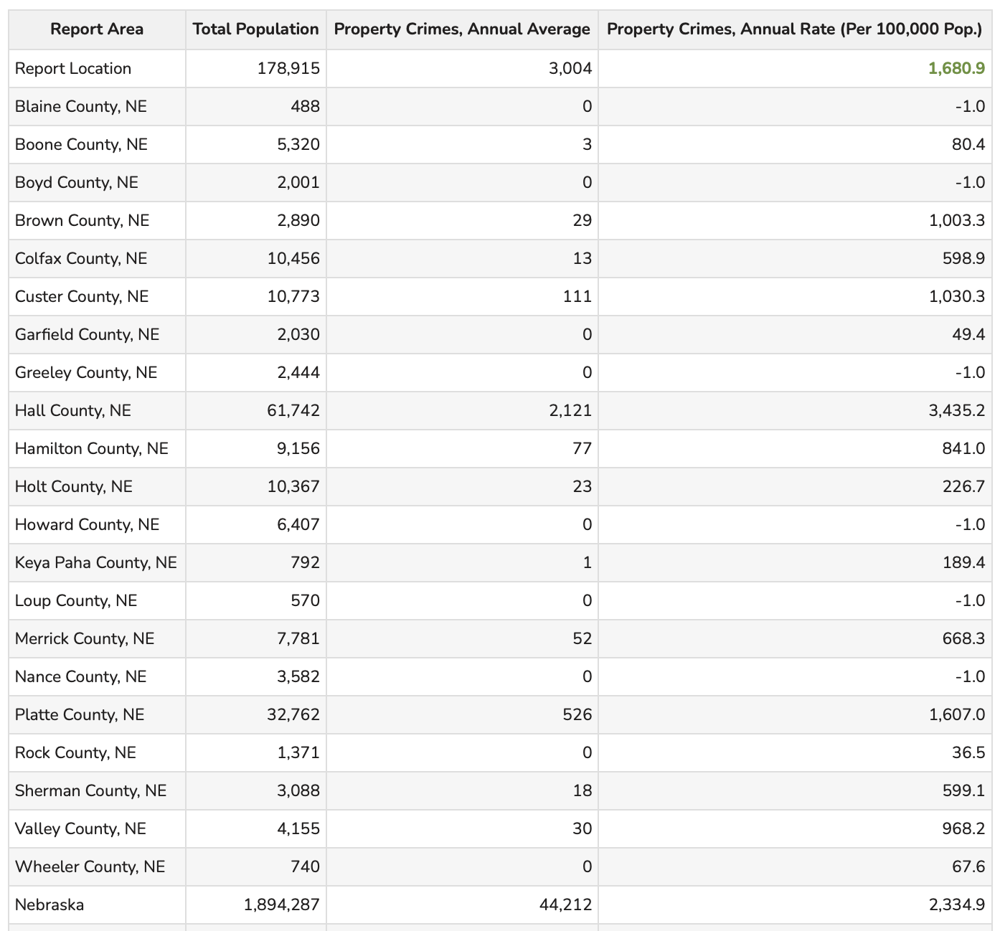 Report Area Total Population Property Crimes, Annual Average Property Crimes, Annual Rate (Per 100,000 Pop.)
Report Location 178,915 3,004 1,680.9
Blaine County, NE 488 0 -1.0
Boone County, NE 5,320 3 80.4
Boyd County, NE 2,001 0 -1.0
Brown County, NE 2,890 29 1,003.3
Colfax County, NE 10,456 13 598.9
Custer County, NE 10,773 111 1,030.3
Garfield County, NE 2,030 0 49.4
Greeley County, NE 2,444 0 -1.0
Hall County, NE 61,742 2,121 3,435.2
Hamilton County, NE 9,156 77 841.0
Holt County, NE 10,367 23 226.7
Howard County, NE 6,407 0 -1.0
Keya Paha County, NE 792 1 189.4
Loup County, NE 570 0 -1.0
Merrick County, NE 7,781 52 668.3
Nance County, NE 3,582 0 -1.0
Platte County, NE 32,762 526 1,607.0
Rock County, NE 1,371 0 36.5
Sherman County, NE 3,088 18 599.1
Valley County, NE 4,155 30 968.2
Wheeler County, NE 740 0 67.6
Nebraska 1,894,287 44,212 2,334.9